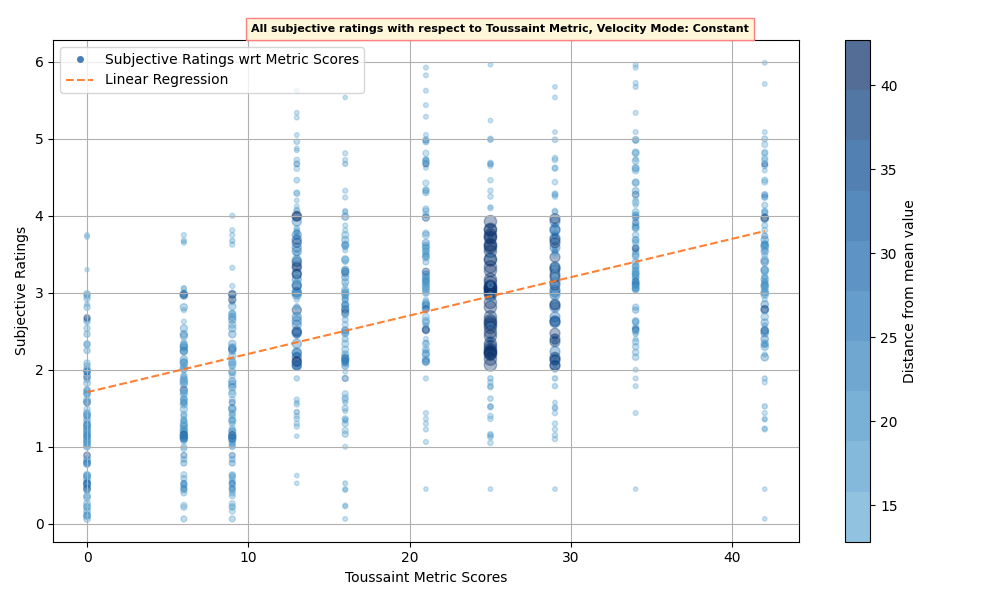 All subjective ratings with respect to Toussaint Metric, Velocity Mode: Constant
Subjective Ratings wrt Metric Scores
Linear Regression
6
5
4
3
2
1
0
Subjective Ratings
0 10 20 30 40
Toussaint Metric Scores
40
35
30
25
20
15
Distance from mean value